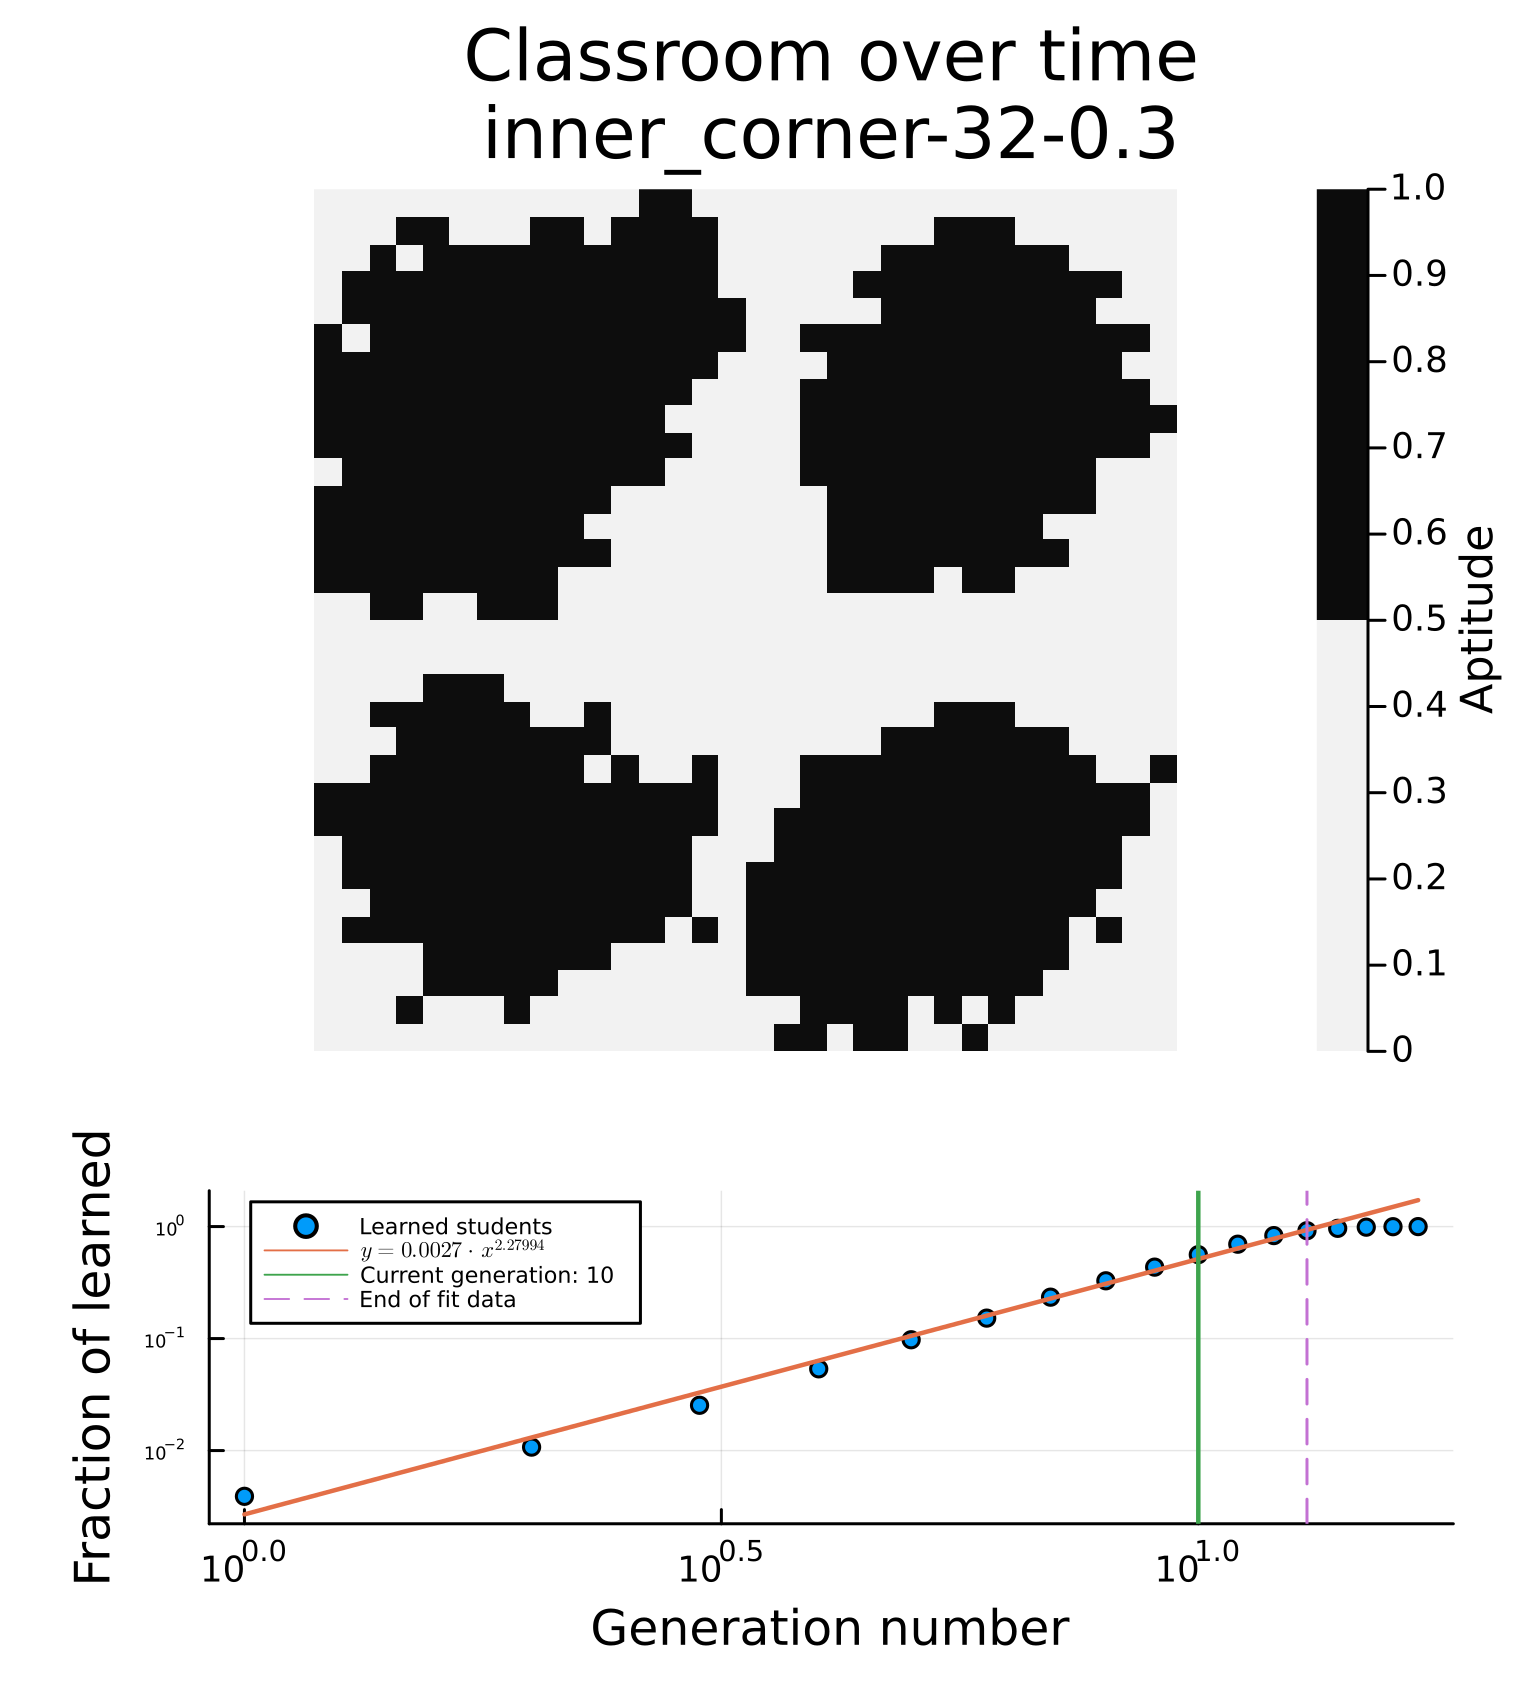 Classroom over time
inner_corner-32-0.3
1.0
0.9
0.8
0.7
0.6
0.5
0.4
0.3
0.2
0.1
0
Aptitude
Fraction of learned
10⁰
10⁻¹
10⁻²
Learned students
y = 0.0027 · x^2.27994
Current generation: 10
End of fit data
10^0.0
10^0.5
10^1.0
Generation number